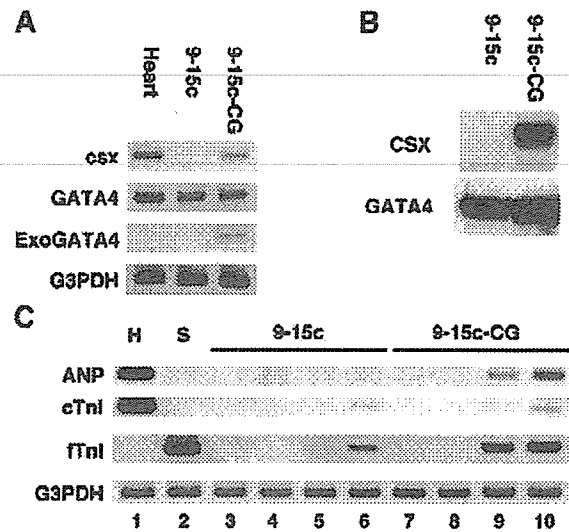 A
Heart
9-15c
9-15c-CG
csx
GATA4
ExoGATA4
G3PDH
B
9-15c
9-15c-CG
CSX
GATA4
C
H S 9-15c 9-15c-CG
ANP
cTnI
fTnI
G3PDH
1 2 3 4 5 6 7 8 9 10